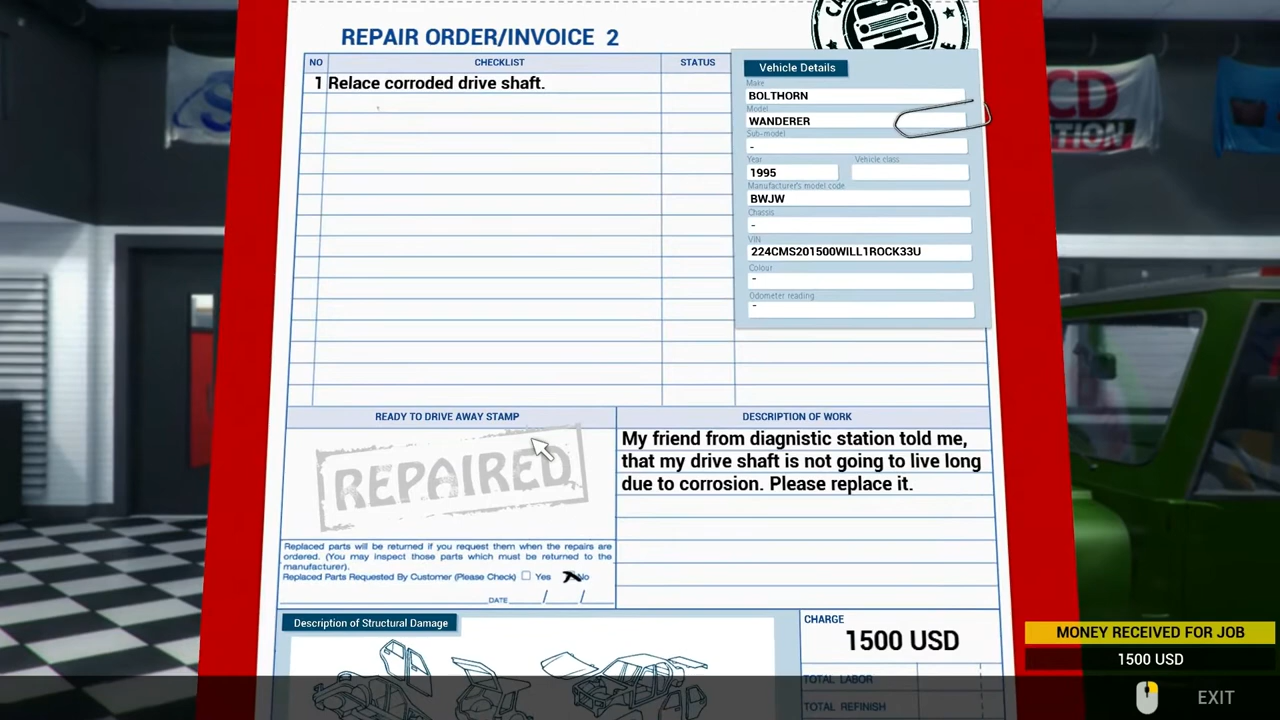 REPAIR ORDER/INVOICE 2
NO CHECKLIST STATUS
1 Relace corroded drive shaft.
Vehicle Details
Make
BOLTHORN
Model
WANDERER
Sub-model
-
Year Vehicle class
1995
Manufacturer's model code
BWJW
Chassis
-
VIN
224CMS201500WILL1ROCK33U
Colour
-
Odometer reading
-
CD
TION
READY TO DRIVE AWAY STAMP
REPAIRED
Replaced parts will be returned if you request them when the repairs are
ordered. (You may inspect those parts which must be returned to the
manufacturer).
Replaced Parts Requested By Customer (Please Check) Yes No
DATE / /
DESCRIPTION OF WORK
My friend from diagnostic station told me,
that my drive shaft is not going to live long
due to corrosion. Please replace it.
Description of Structural Damage
CHARGE
1500 USD
TOTAL LABOR
TOTAL REFINISH
MONEY RECEIVED FOR JOB
1500 USD
EXIT